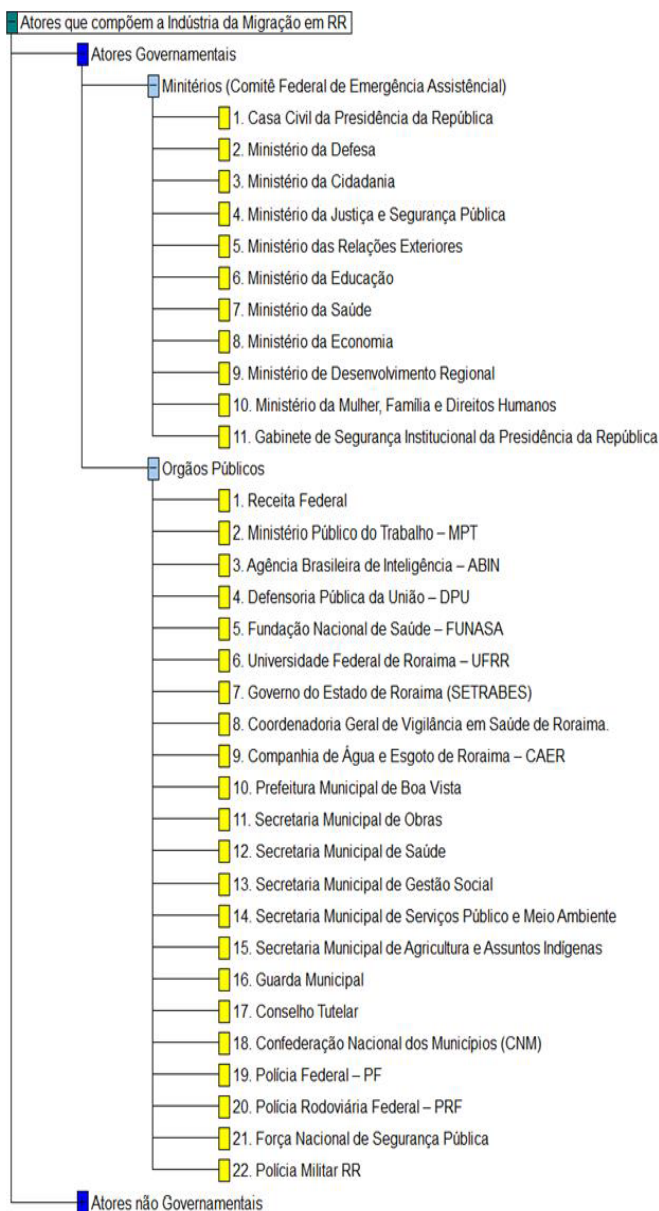 Atores que compõem a Indústria da Migração em RR
Atores Governamentais
Minitérios (Comitê Federal de Emergência Assistêncial)
1. Casa Civil da Presidência da República
2. Ministério da Defesa
3. Ministério da Cidadania
4. Ministério da Justiça e Segurança Pública
5. Ministério das Relações Exteriores
6. Ministério da Educação
7. Ministério da Saúde
8. Ministério da Economia
9. Ministério de Desenvolvimento Regional
10. Ministério da Mulher, Família e Direitos Humanos
11. Gabinete de Segurança Institucional da Presidência da República
Orgãos Públicos
1. Receita Federal
2. Ministério Público do Trabalho – MPT
3. Agência Brasileira de Inteligência – ABIN
4. Defensoria Pública da União – DPU
5. Fundação Nacional de Saúde – FUNASA
6. Universidade Federal de Roraima – UFRR
7. Governo do Estado de Roraima (SETRABES)
8. Coordenadoria Geral de Vigilância em Saúde de Roraima.
9. Companhia de Água e Esgoto de Roraima – CAER
10. Prefeitura Municipal de Boa Vista
11. Secretaria Municipal de Obras
12. Secretaria Municipal de Saúde
13. Secretaria Municipal de Gestão Social
14. Secretaria Municipal de Serviços Público e Meio Ambiente
15. Secretaria Municipal de Agricultura e Assuntos Indígenas
16. Guarda Municipal
17. Conselho Tutelar
18. Confederação Nacional dos Municípios (CNM)
19. Polícia Federal – PF
20. Polícia Rodoviária Federal – PRF
21. Força Nacional de Segurança Pública
22. Polícia Militar RR
Atores não Governamentais